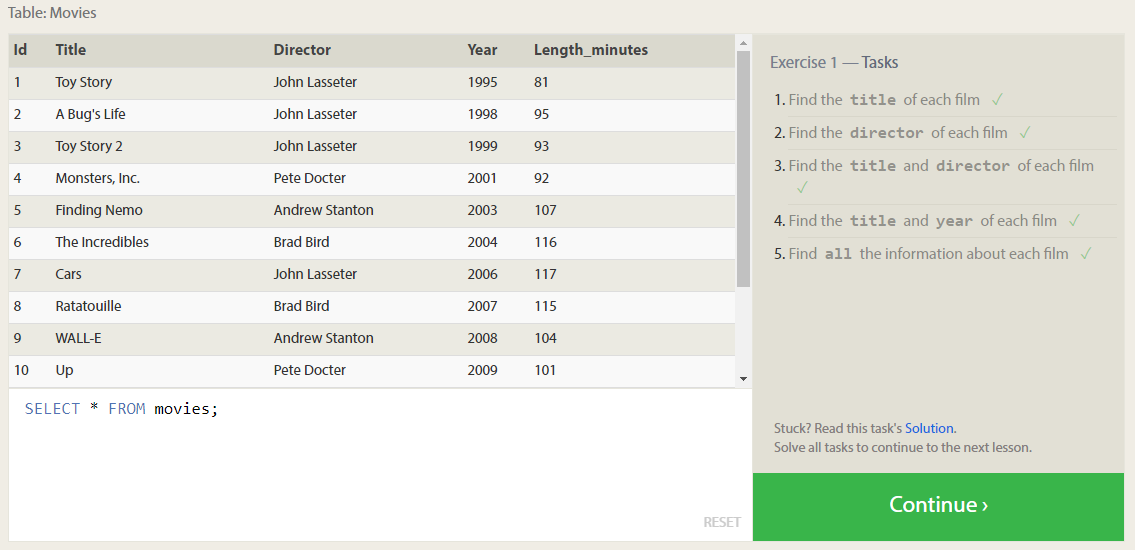 Table: Movies
Id Title Director Year Length_minutes
1 Toy Story John Lasseter 1995 81
2 A Bug's Life John Lasseter 1998 95
3 Toy Story 2 John Lasseter 1999 93
4 Monsters, Inc. Pete Docter 2001 92
5 Finding Nemo Andrew Stanton 2003 107
6 The Incredibles Brad Bird 2004 116
7 Cars John Lasseter 2006 117
8 Ratatouille Brad Bird 2007 115
9 WALL-E Andrew Stanton 2008 104
10 Up Pete Docter 2009 101
SELECT * FROM movies;
RESET
Exercise 1 — Tasks
1. Find the title of each film ✓
2. Find the director of each film ✓
3. Find the title and director of each film
✓
4. Find the title and year of each film ✓
5. Find all the information about each film ✓
Stuck? Read this task's Solution.
Solve all tasks to continue to the next lesson.
Continue ›